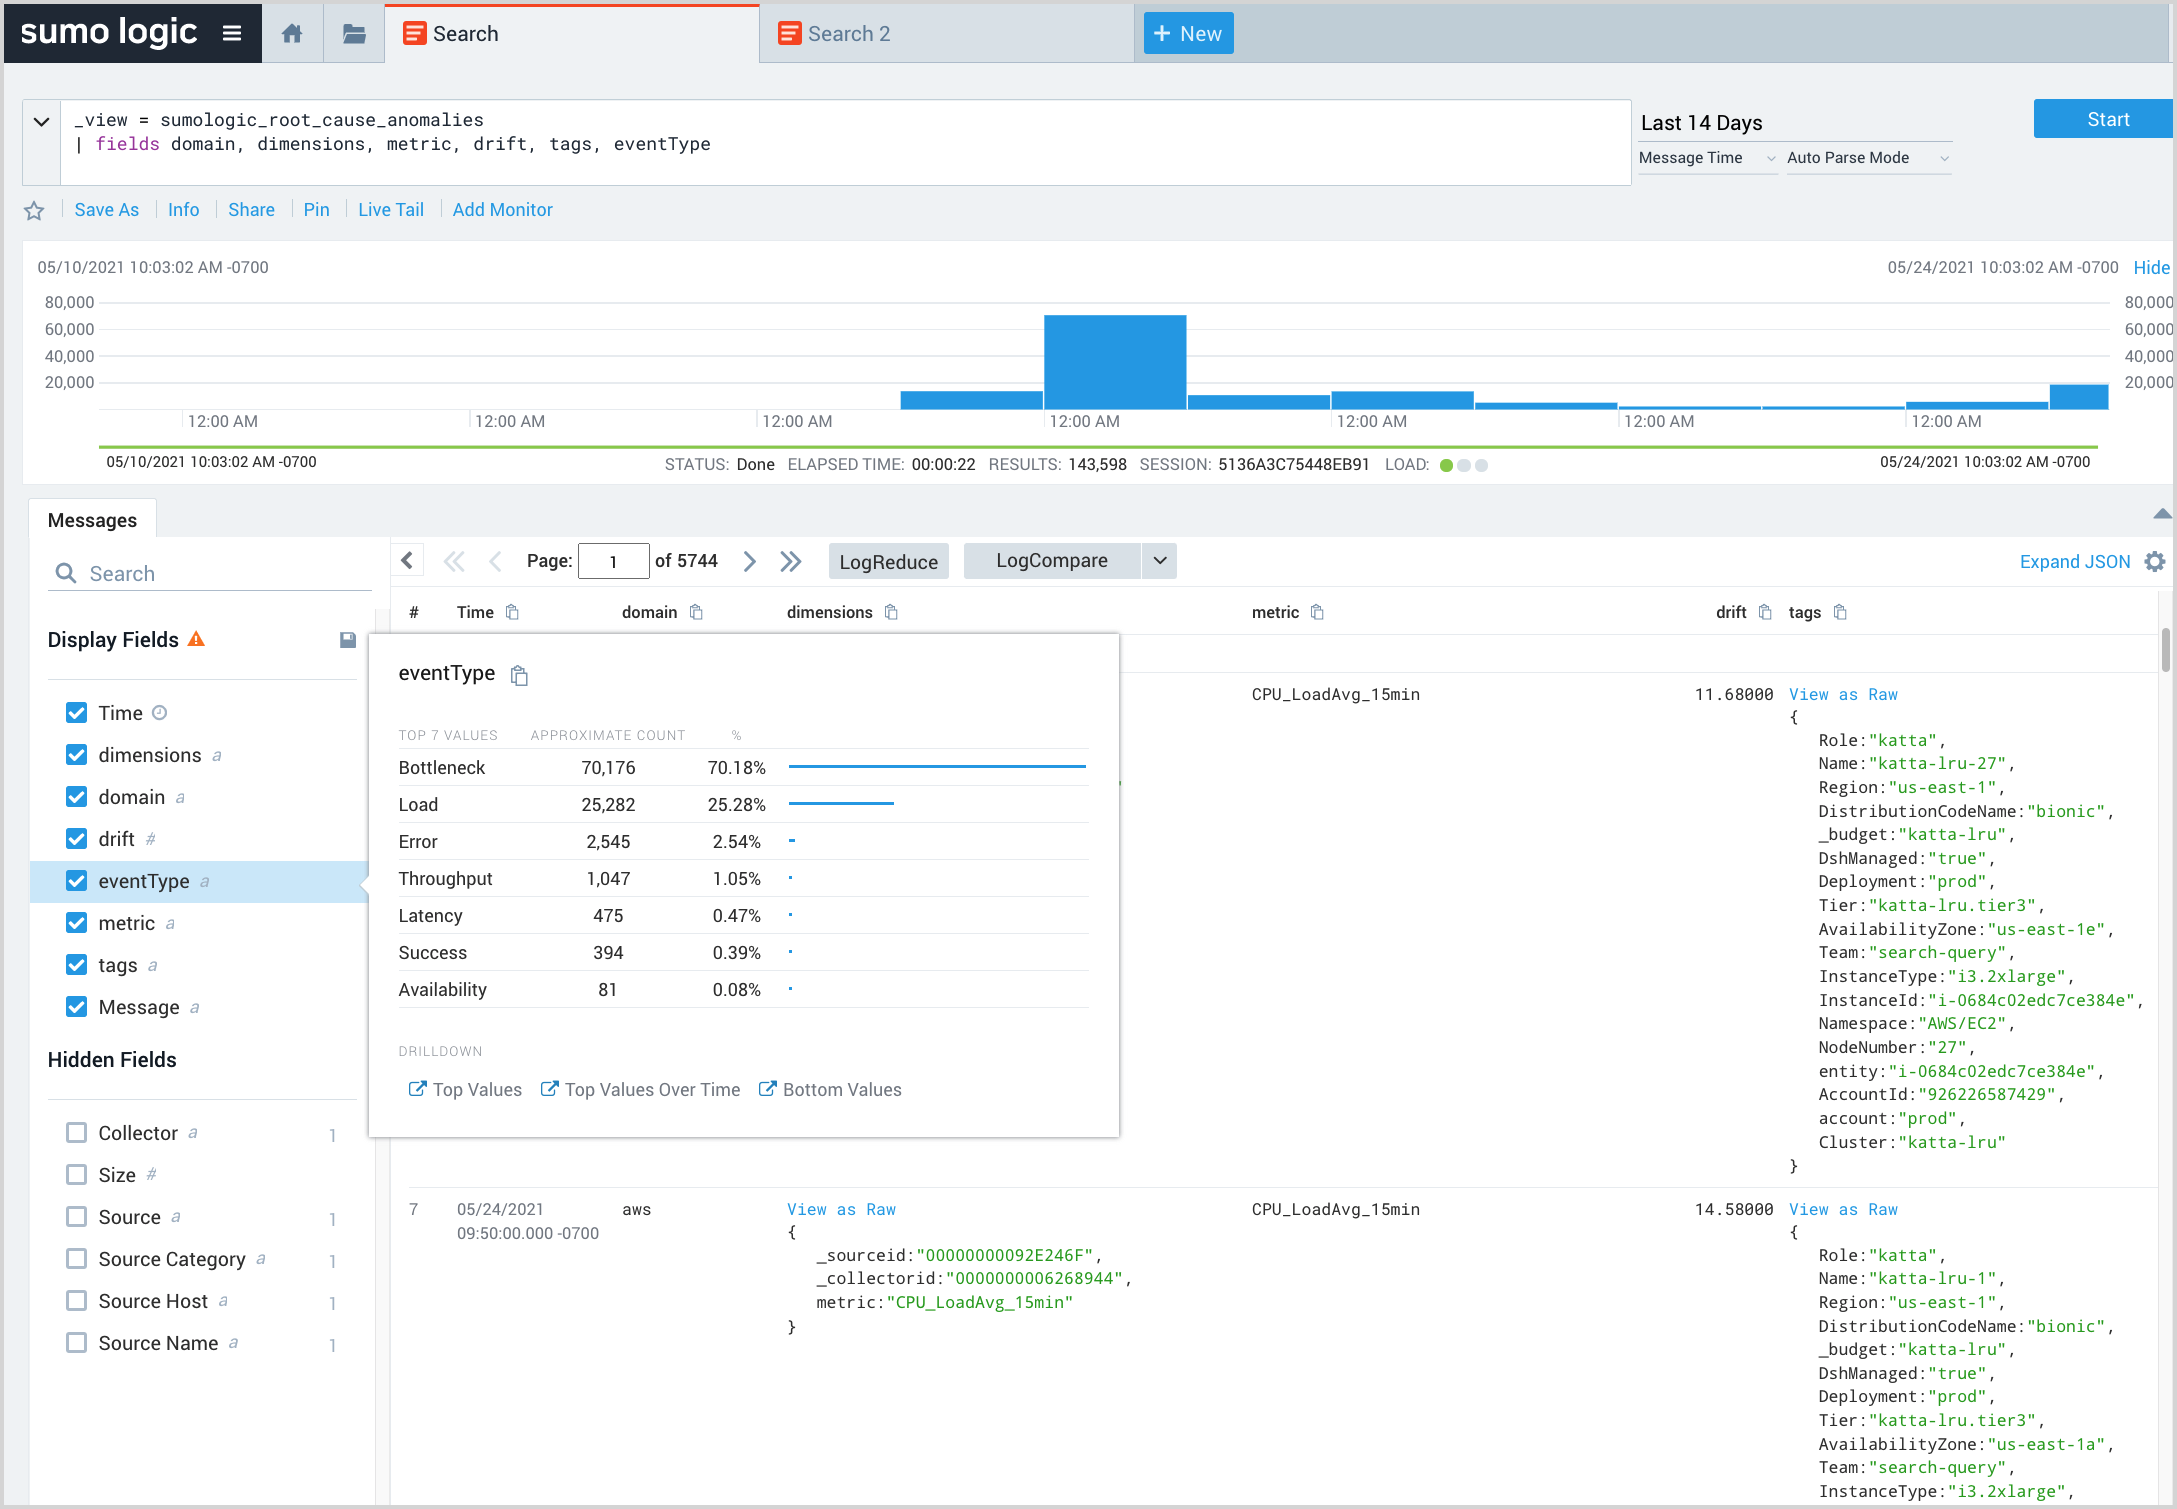 sumo logic
Search
Search 2
+ New
_view = sumologic_root_cause_anomalies
| fields domain, dimensions, metric, drift, tags, eventType
Last 14 Days
Start
Message Time
Auto Parse Mode
Save As
Info
Share
Pin
Live Tail
Add Monitor
05/10/2021 10:03:02 AM -0700
05/24/2021 10:03:02 AM -0700
Hide
80,000
80,000
60,000
60,000
40,000
40,000
20,000
20,000
12:00 AM
12:00 AM
12:00 AM
12:00 AM
12:00 AM
12:00 AM
12:00 AM
05/10/2021 10:03:02 AM -0700
STATUS: Done ELAPSED TIME: 00:00:22 RESULTS: 143,598 SESSION: 5136A3C75448EB91 LOAD:
05/24/2021 10:03:02 AM -0700
Messages
Search
Page: 1 of 5744
LogReduce
LogCompare
Expand JSON
# Time domain dimensions metric drift tags
Display Fields
Time
dimensions a
domain a
drift #
eventType a
metric a
tags a
Message a
Hidden Fields
Collector a 1
Size #
Source a 1
Source Category a 1
Source Host a 1
Source Name a 1
eventType
TOP 7 VALUES APPROXIMATE COUNT %
Bottleneck 70,176 70.18%
Load 25,282 25.28%
Error 2,545 2.54%
Throughput 1,047 1.05%
Latency 475 0.47%
Success 394 0.39%
Availability 81 0.08%
DRILLDOWN
Top Values
Top Values Over Time
Bottom Values
CPU_LoadAvg_15min
11.68000
View as Raw
{
Role:"katta",
Name:"katta-lru-27",
Region:"us-east-1",
DistributionCodeName:"bionic",
_budget:"katta-lru",
DshManaged:"true",
Deployment:"prod",
Tier:"katta-lru.tier3",
AvailabilityZone:"us-east-1e",
Team:"search-query",
InstanceType:"i3.2xlarge",
InstanceId:"i-0684c02edc7ce384e",
Namespace:"AWS/EC2",
NodeNumber:"27",
entity:"i-0684c02edc7ce384e",
AccountId:"926226587429",
account:"prod",
Cluster:"katta-lru"
}
7
05/24/2021
09:50:00.000 -0700
aws
View as Raw
{
_sourceid:"00000000092E246F",
_collectorid:"0000000006268944",
metric:"CPU_LoadAvg_15min"
}
CPU_LoadAvg_15min
14.58000
View as Raw
{
Role:"katta",
Name:"katta-lru-1",
Region:"us-east-1",
DistributionCodeName:"bionic",
_budget:"katta-lru",
DshManaged:"true",
Deployment:"prod",
Tier:"katta-lru.tier3",
AvailabilityZone:"us-east-1a",
Team:"search-query",
InstanceType:"i3.2xlarge",